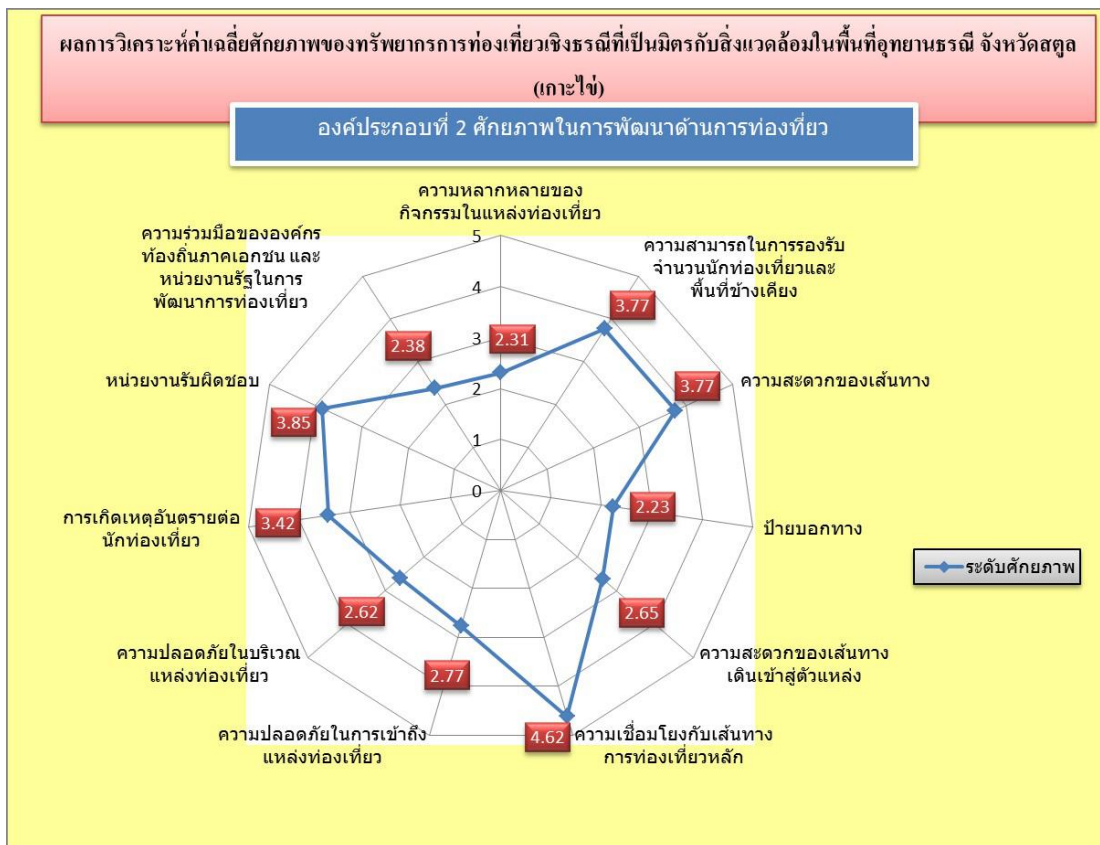 ผลการวิเคราะห์ค่าเฉลี่ยศักยภาพของทรัพยากรการท่องเที่ยวเชิงธรณีที่เป็นมิตรกับสิ่งแวดล้อมในพื้นที่อุทยานธรณี จังหวัดสตูล
(เกาะไข่)
องค์ประกอบที่ 2 ศักยภาพในการพัฒนาด้านการท่องที่ยว
ความหลากหลายของ
กิจกรรมในแหล่งท่องเที่ยว
ความสามารถในการรองรับ
จำนวนนักท่องเที่ยวและ
พื้นที่ข้างเคียง
ความสะดวกของเส้นทาง
ป้ายบอกทาง
ความสะดวกของเส้นทาง
เดินเข้าสู่ตัวแหล่ง
ความเชื่อมโยงกับเส้นทาง
การท่องเที่ยวหลัก
ความปลอดภัยในการเข้าถึง
แหล่งท่องเที่ยว
ความปลอดภัยในบริเวณ
แหล่งท่องเที่ยว
การเกิดเหตุอันตรายต่อ
นักท่องเที่ยว
หน่วยงานรับผิดชอบ
ความร่วมมือขององค์กร
ท้องถิ่นภาคเอกชน และ
หน่วยงานรัฐในการ
พัฒนาการท่องเที่ยว
5
4
3
2
1
0
2.31
3.77
3.77
2.23
2.65
4.62
2.77
2.62
3.42
3.85
2.38
ระดับศักยภาพ